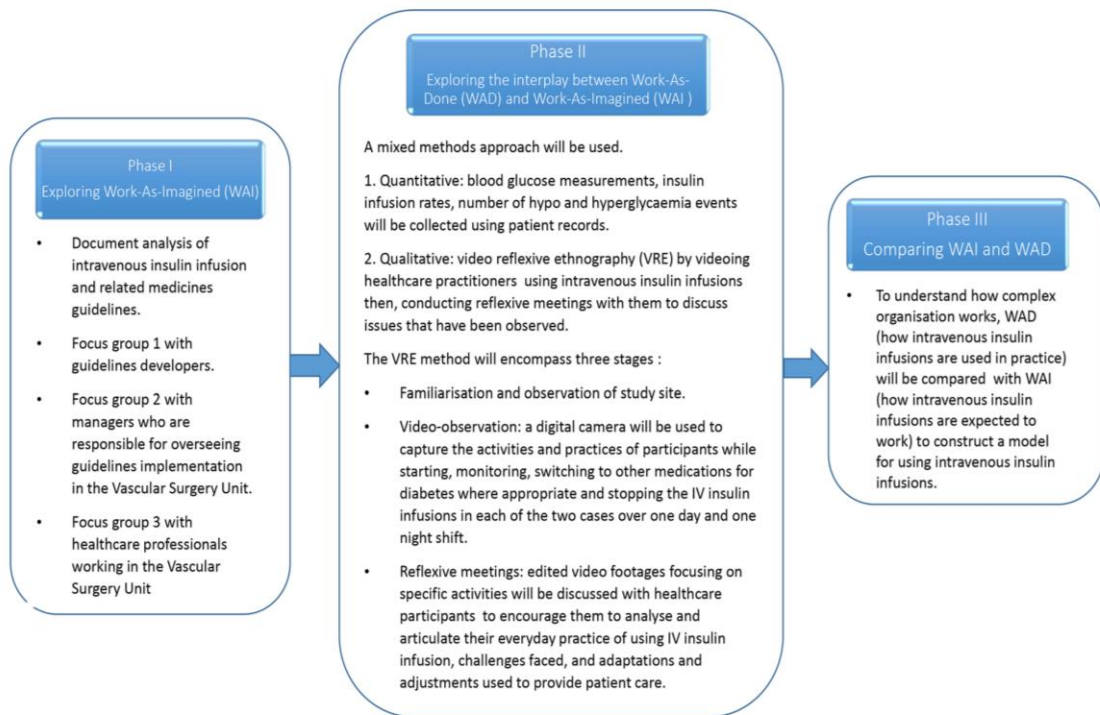 Phase I
Exploring Work-As-Imagined (WAI)
• Document analysis of
intravenous insulin infusion
and related medicines
guidelines.
• Focus group 1 with
guidelines developers.
• Focus group 2 with
managers who are
responsible for overseeing
guidelines implementation
in the Vascular Surgery Unit.
• Focus group 3 with
healthcare professionals
working in the Vascular
Surgery Unit
Phase II
Exploring the interplay between Work-As-
Done (WAD) and Work-As-Imagined (WAI )
A mixed methods approach will be used.
1. Quantitative: blood glucose measurements, insulin
infusion rates, number of hypo and hyperglycaemia events
will be collected using patient records.
2. Qualitative: video reflexive ethnography (VRE) by videoing
healthcare practitioners using intravenous insulin infusions
then, conducting reflexive meetings with them to discuss
issues that have been observed.
The VRE method will encompass three stages :
• Familiarisation and observation of study site.
• Video-observation: a digital camera will be used to
capture the activities and practices of participants while
starting, monitoring, switching to other medications for
diabetes where appropriate and stopping the IV insulin
infusions in each of the two cases over one day and one
night shift.
• Reflexive meetings: edited video footages focusing on
specific activities will be discussed with healthcare
participants to encourage them to analyse and
articulate their everyday practice of using IV insulin
infusion, challenges faced, and adaptations and
adjustments used to provide patient care.
Phase III
Comparing WAI and WAD
• To understand how complex
organisation works, WAD
(how intravenous insulin
infusions are used in practice)
will be compared with WAI
(how intravenous insulin
infusions are expected to
work) to construct a model
for using intravenous insulin
infusions.